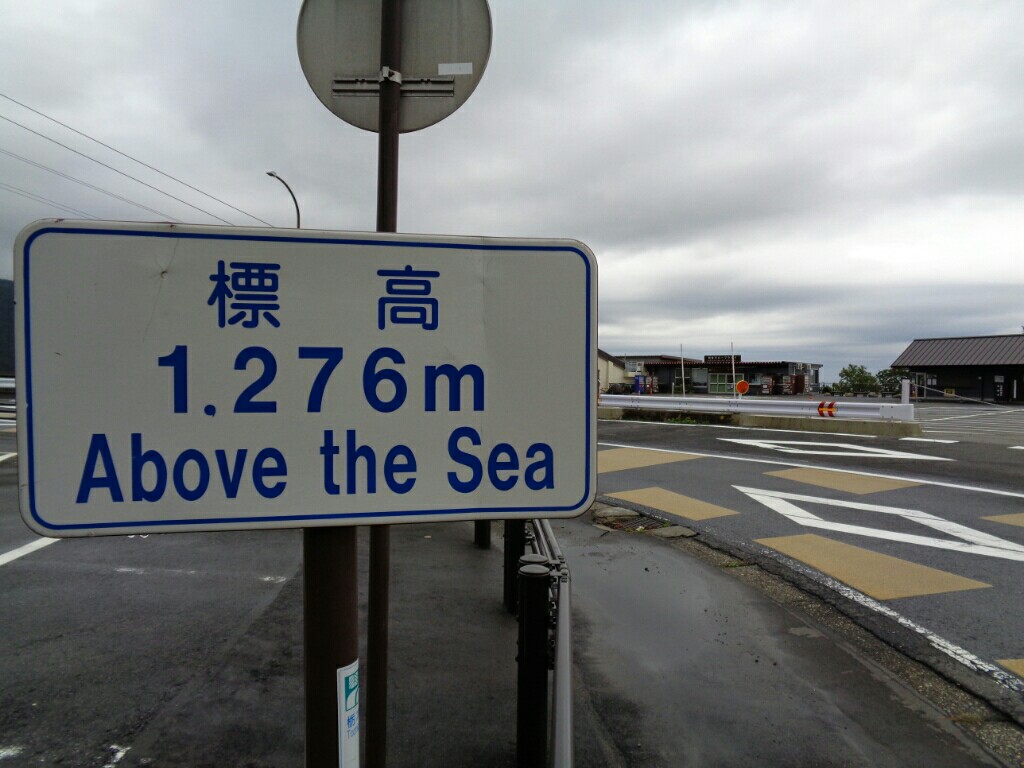 標高
1.276m
Above the Sea